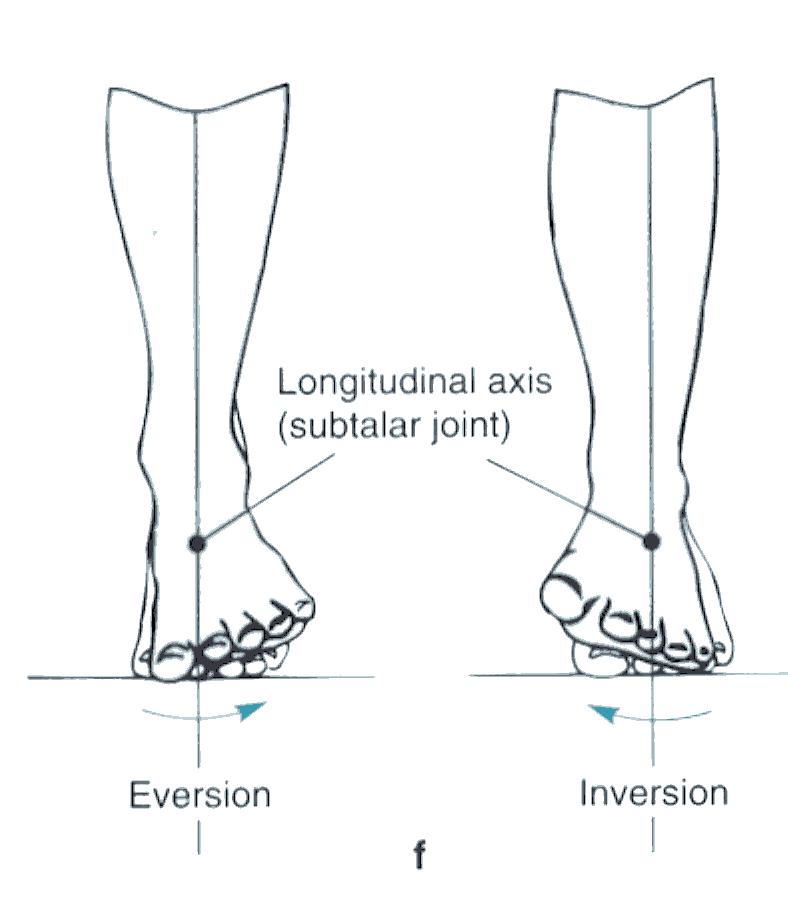 Longitudinal axis
(subtalar joint)
Eversion
Inversion
f